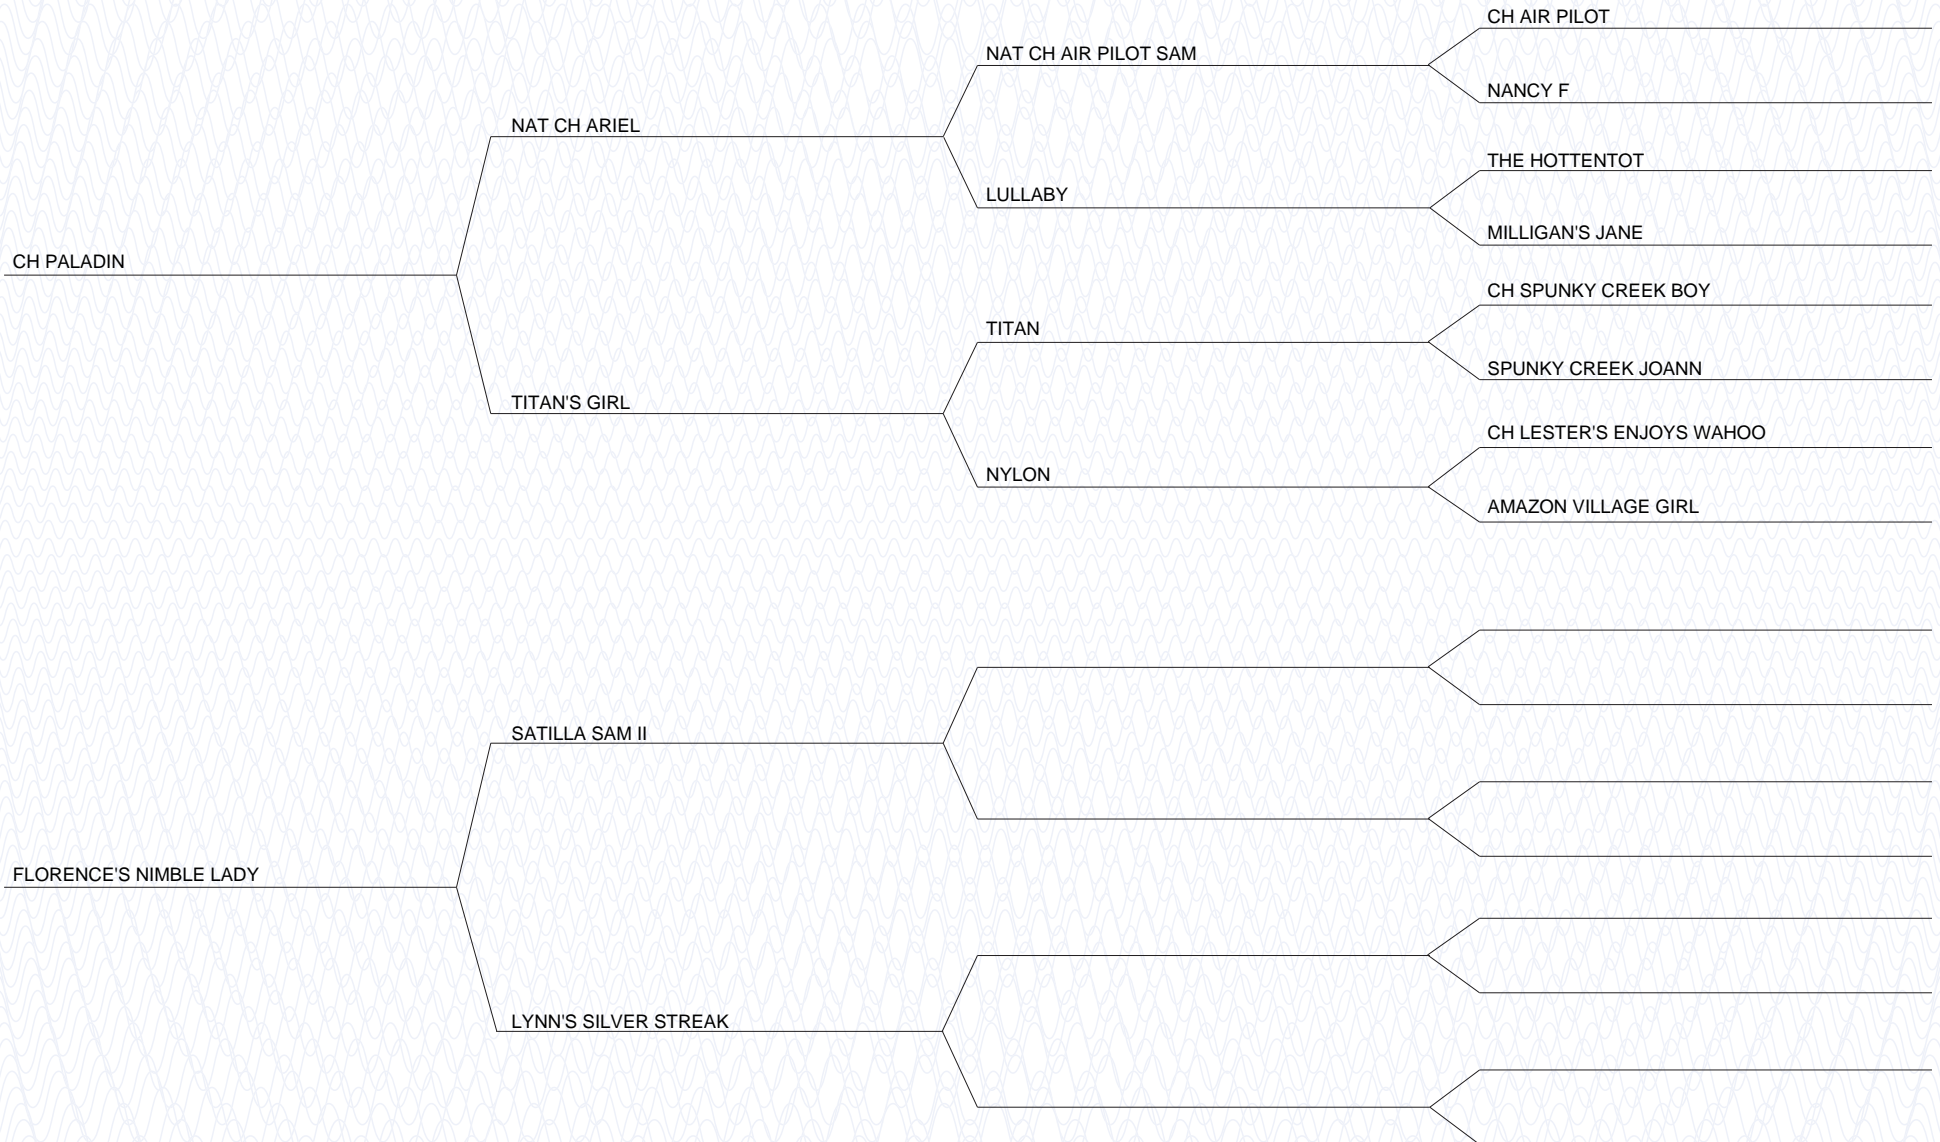 CH AIR PILOT
NAT CH AIR PILOT SAM
NANCY F
NAT CH ARIEL
THE HOTTENTOT
LULLABY
MILLIGAN'S JANE
CH PALADIN
CH SPUNKY CREEK BOY
TITAN
SPUNKY CREEK JOANN
TITAN'S GIRL
CH LESTER'S ENJOYS WAHOO
NYLON
AMAZON VILLAGE GIRL
SATILLA SAM II
FLORENCE'S NIMBLE LADY
LYNN'S SILVER STREAK